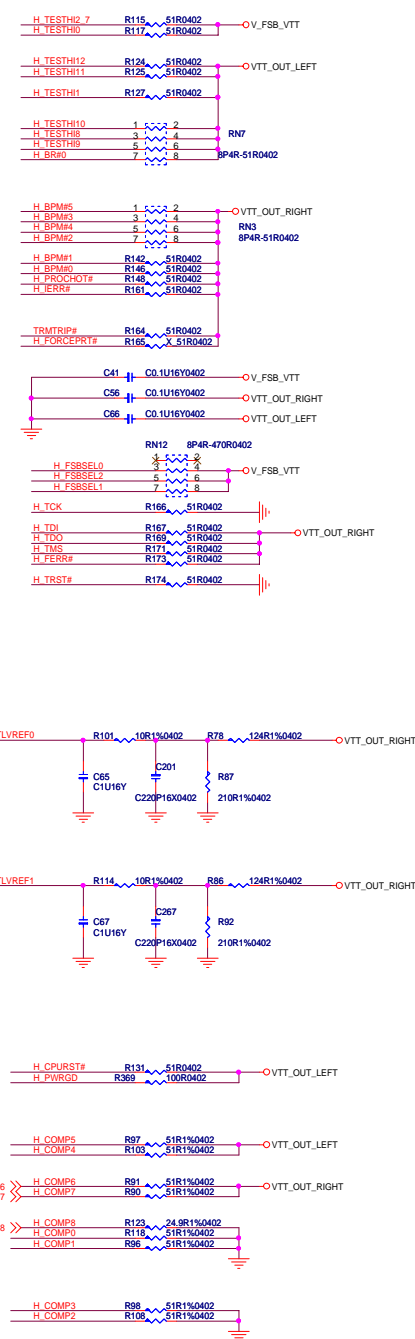 H_TESTHI2_7 R115 51R0402 V_FSB_VTT
H_TESTHI0 R117 51R0402
H_TESTHI12 R124 51R0402 VTT_OUT_LEFT
H_TESTHI11 R125 51R0402
H_TESTHI1 R127 51R0402
H_TESTHI10 1 2
H_TESTHI8 3 4 RN7
H_TESTHI9 5 6
H_BR#0 7 8 8P4R-51R0402
H_BPM#5 1 2 VTT_OUT_RIGHT
H_BPM#3 3 4 RN3
H_BPM#4 5 6 8P4R-51R0402
H_BPM#2 7 8
H_BPM#1 R142 51R0402
H_BPM#0 R146 51R0402
H_PROCHOT# R148 51R0402
H_IERR# R161 51R0402
TRMTRIP# R164 51R0402
H_FORCEPRT# R165 X_51R0402
C41 C0.1U16Y0402 V_FSB_VTT
C56 C0.1U16Y0402 VTT_OUT_RIGHT
C66 C0.1U16Y0402 VTT_OUT_LEFT
RN12 8P4R-470R0402
1 2
H_FSBSEL0 3 4 V_FSB_VTT
H_FSBSEL2 5 6
H_FSBSEL1 7 8
H_TCK R166 51R0402
H_TDI R167 51R0402 VTT_OUT_RIGHT
H_TDO R169 51R0402
H_TMS R171 51R0402
H_FERR# R173 51R0402
H_TRST# R174 51R0402
TLVREF0 R101 10R1%0402 R78 124R1%0402 VTT_OUT_RIGHT
C65 C201 R87
C1U16Y C220P16X0402 210R1%0402
TLVREF1 R114 10R1%0402 R86 124R1%0402 VTT_OUT_RIGHT
C67 C267 R92
C1U16Y C220P16X0402 210R1%0402
H_CPURST# R131 51R0402 VTT_OUT_LEFT
H_PWRGD R369 100R0402
H_COMP5 R97 51R1%0402 VTT_OUT_LEFT
H_COMP4 R103 51R1%0402
6 H_COMP6 R91 51R1%0402 VTT_OUT_RIGHT
7 H_COMP7 R90 51R1%0402
8 H_COMP8 R123 24.9R1%0402
H_COMP0 R118 51R1%0402
H_COMP1 R96 51R1%0402
H_COMP3 R98 51R1%0402
H_COMP2 R108 51R1%0402